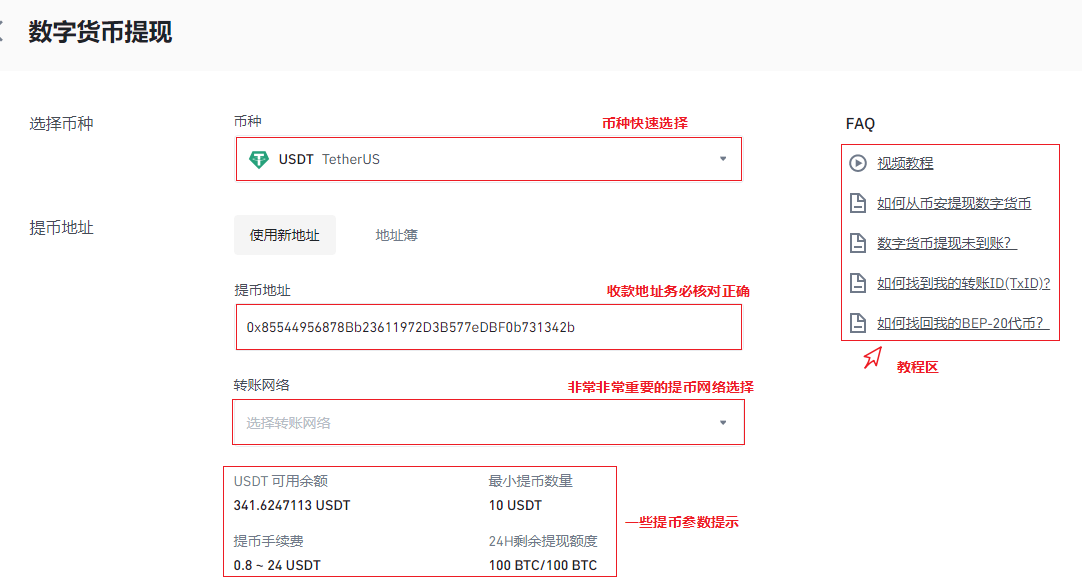 数字货币提现
选择币种
币种
币种快速选择
USDT TetherUS
提币地址
使用新地址
地址簿
提币地址
收款地址务必核对正确
0x85544956878Bb23611972D3B577eDBF0b731342b
转账网络
非常非常重要的提币网络选择
选择转账网络
USDT 可用余额
最小提币数量
341.6247113 USDT
10 USDT
一些提币参数提示
提币手续费
24H剩余提现额度
0.8 ~ 24 USDT
100 BTC/100 BTC
FAQ
视频教程
如何从币安提现数字货币
数字货币提现未到账？
如何找到我的转账ID(TxID)?
如何找回我的BEP-20代币？
教程区